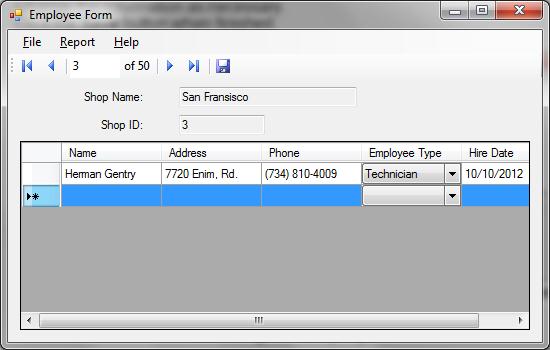 Employee Form
File Report Help
3 of 50
Shop Name: San Fransisco
Shop ID: 3
Name Address Phone Employee Type Hire Date
Herman Gentry 7720 Enim, Rd. (734) 810-4009 Technician 10/10/2012